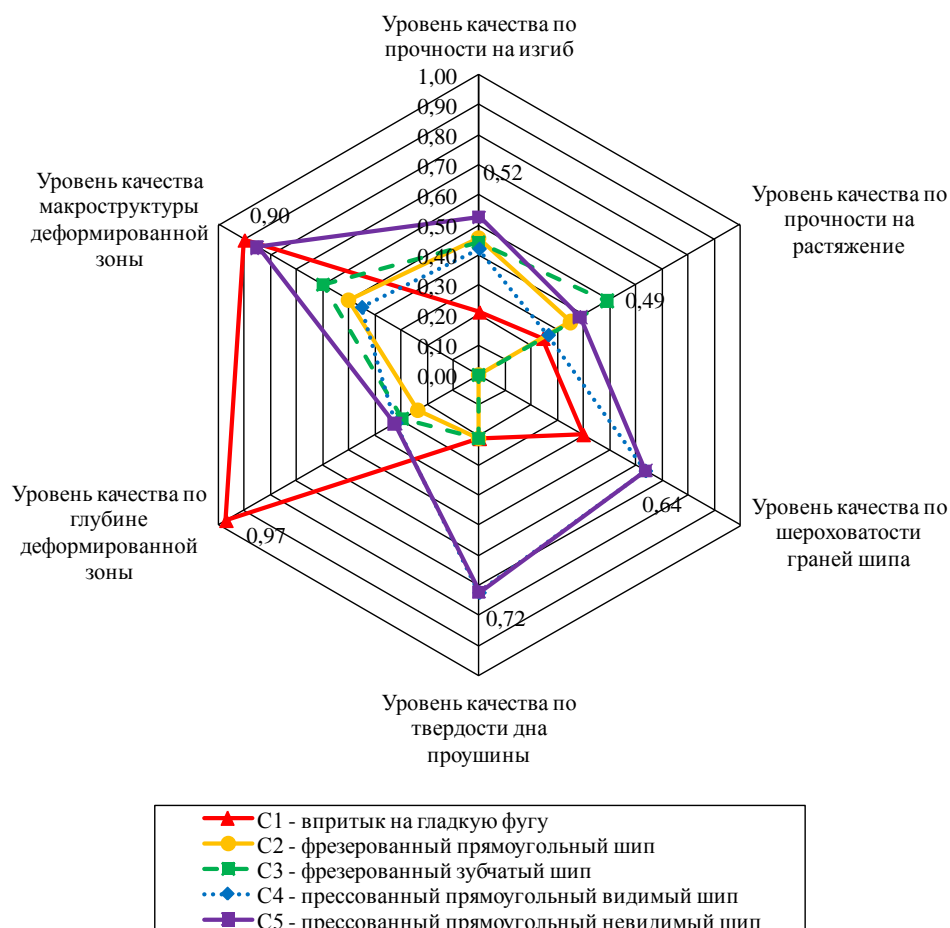 Уровень качества по
прочности на изгиб
1,00
0,90
0,80
0,70
0,60
0,50
0,40
0,30
0,20
0,10
0,00
0,52
Уровень качества по
прочности на
растяжение
0,49
Уровень качества по
шероховатости
граней шипа
0,64
Уровень качества по
твердости дна
проушины
0,72
Уровень качества по
глубине
деформированной
зоны
0,97
Уровень качества
макроструктуры
деформированной
зоны
0,90
С1 - впритык на гладкую фугу
С2 - фрезерованный прямоугольный шип
С3 - фрезерованный зубчатый шип
С4 - прессованный прямоугольный видимый шип
С5 - прессованный прямоугольный невидимый шип